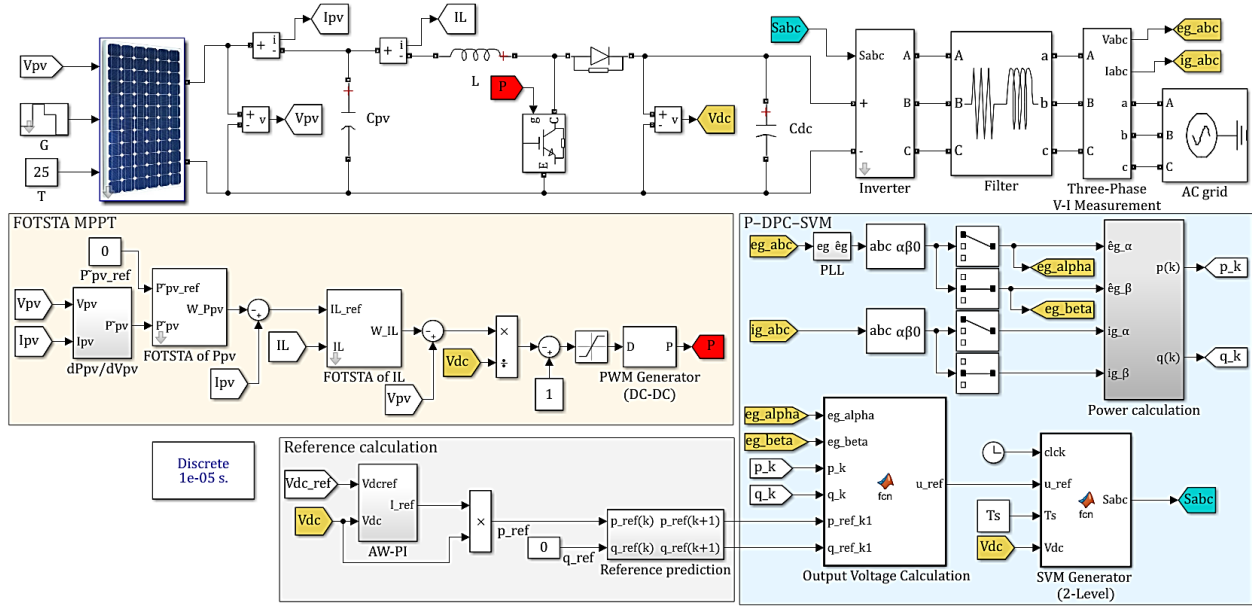 Ipv
IL
Vpv
G
25
T
+ i
-
+ v
-
Vpv
Cpv
+ i
-
L
P
g C
E
+ v
-
Vdc
Cdc
Sabc
Sabc
+
-
A
B
C
Inverter
A a
B b
C c
Filter
Vabc
Iabc
A a
B b
C c
Three-Phase
V-I Measurement
eg_abc
ig_abc
A
B
C
AC grid
FOTSTA MPPT
0
P˜pv_ref
Vpv
Ipv
Vpv
P˜pv
Ipv
dPpv/dVpv
P˜pv_ref
W_Ppv
P˜pv
FOTSTA of Ppv
Ipv
IL
IL_ref
W_IL
IL
FOTSTA of IL
Vpv
Vdc
×
÷
1
D P
PWM Generator
(DC-DC)
P
P-DPC-SVM
eg_abc
eg êg
PLL
abc αβ0
eg_alpha
eg_beta
ig_abc
abc αβ0
êg_α
êg_β
ig_α
ig_β
p(k)
q(k)
Power calculation
p_k
q_k
eg_alpha
eg_beta
p_k
q_k
eg_alpha
eg_beta
p_k
q_k
p_ref_k1
q_ref_k1
fcn
u_ref
Output Voltage Calculation
clck
u_ref
Ts
Vdc
fcn
Sabc
Ts
Vdc
SVM Generator
(2-Level)
Sabc
Discrete
1e-05 s.
Reference calculation
Vdc_ref
Vdc
Vdcref
I_ref
Vdc
AW-PI
×
p_ref
0
q_ref
p_ref(k) p_ref(k+1)
q_ref(k) q_ref(k+1)
Reference prediction